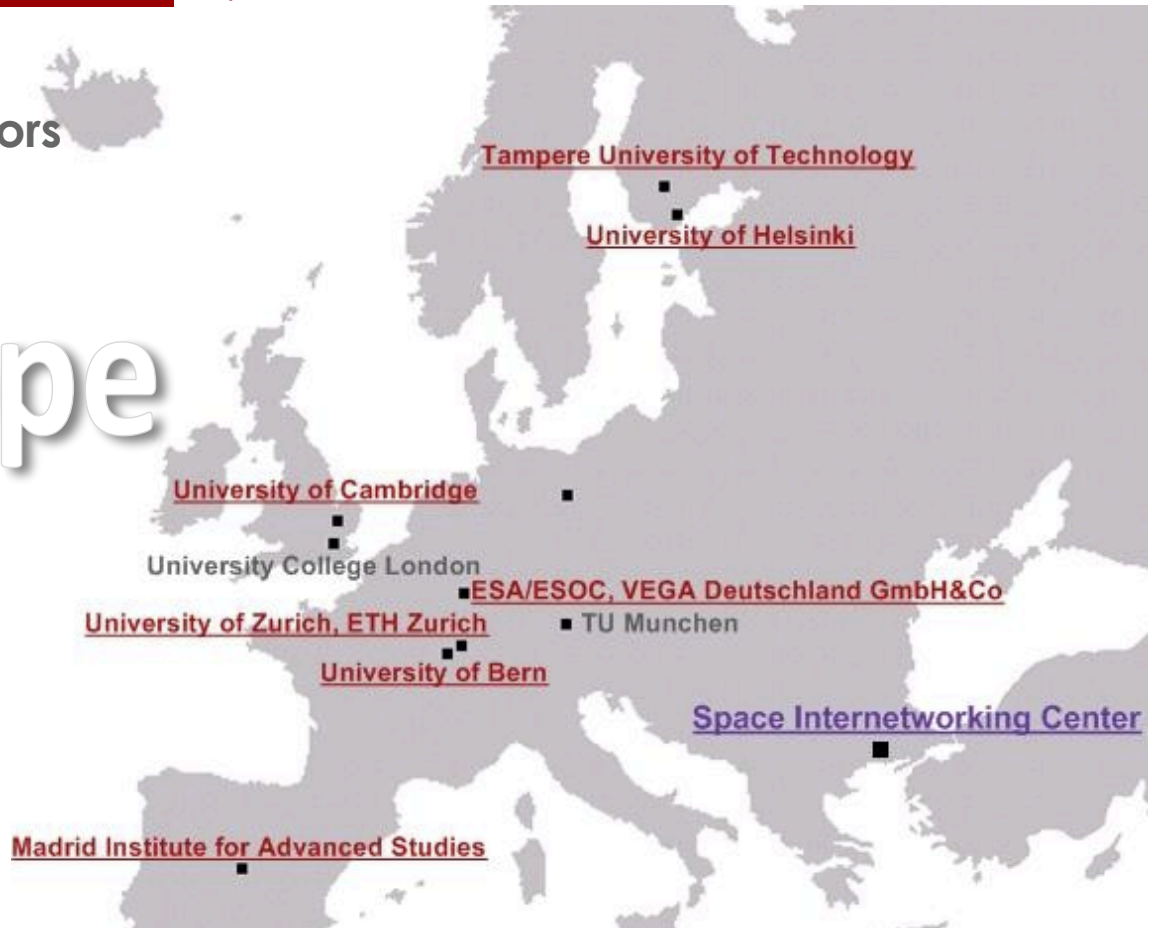 ors
Tampere University of Technology
University of Helsinki
pe
University of Cambridge
University College London
ESA/ESOC, VEGA Deutschland GmbH&Co
University of Zurich, ETH Zurich
TU Munchen
University of Bern
Space Internetworking Center
Madrid Institute for Advanced Studies